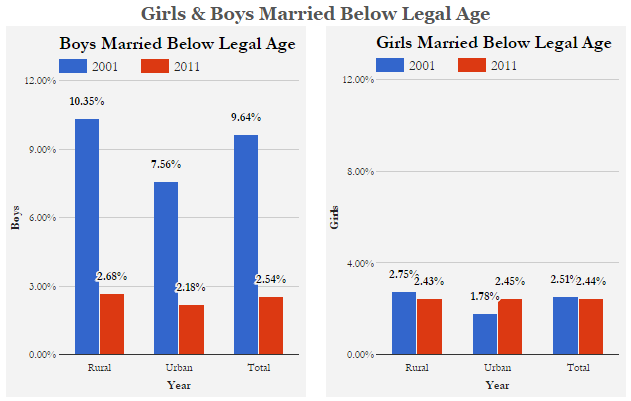 Girls & Boys Married Below Legal Age
Boys Married Below Legal Age
2001 2011
12.00%
10.35%
9.64%
9.00%
7.56%
6.00%
3.00%
2.68%
2.18%
2.54%
0.00%
Boys
Rural Urban Total
Year
Girls Married Below Legal Age
2001 2011
12.00%
8.00%
4.00%
2.75%
2.43%
1.78%
2.45%
2.51%
2.44%
0.00%
Girls
Rural Urban Total
Year